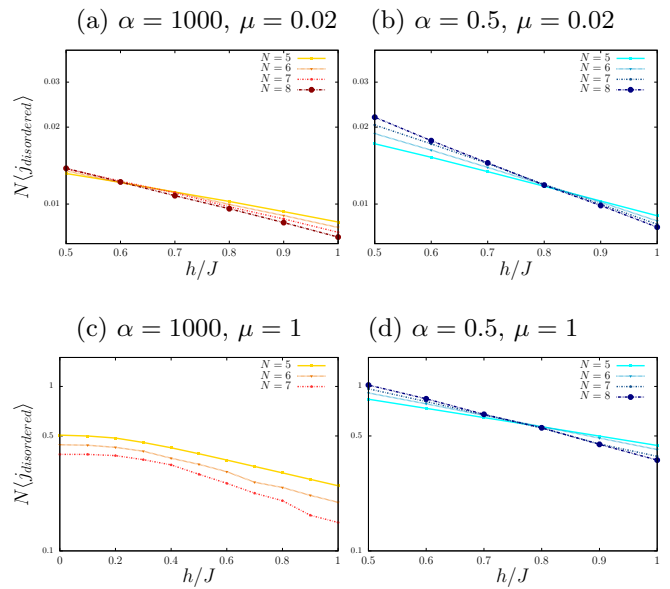 (a) α = 1000, μ = 0.02
(b) α = 0.5, μ = 0.02
N = 5
N = 6
N = 7
N = 8
0.03
0.02
0.01
N⟨j_disordered⟩
0.5 0.6 0.7 0.8 0.9 1
h/J
N = 5
N = 6
N = 7
N = 8
0.03
0.02
0.01
0.5 0.6 0.7 0.8 0.9 1
h/J
(c) α = 1000, μ = 1
(d) α = 0.5, μ = 1
N = 5
N = 6
N = 7
1
0.5
0.1
N⟨j_disordered⟩
0 0.2 0.4 0.6 0.8 1
h/J
N = 5
N = 6
N = 7
N = 8
1
0.5
0.1
0.5 0.6 0.7 0.8 0.9 1
h/J